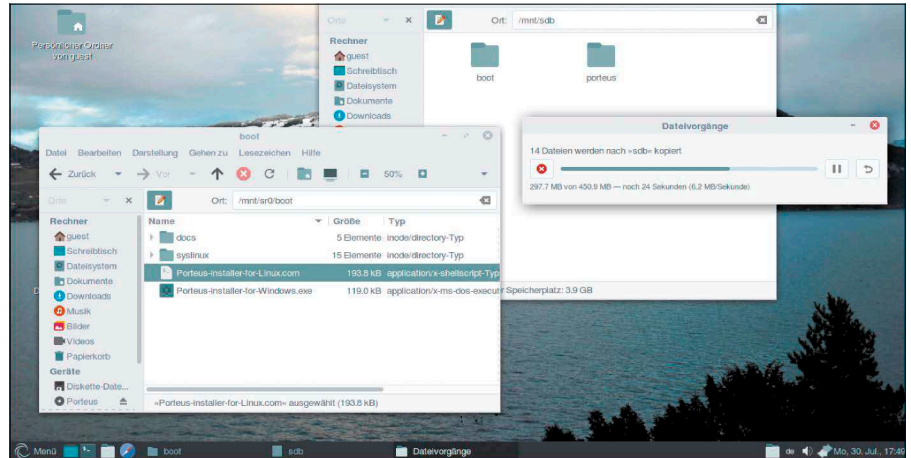 Persönlicher Ordner
von guest
Orte
Ort: /mnt/sdb
Rechner
guest
Schreibtisch
Dateisystem
Dokumente
Downloads
boot
porteus
Speicherplatz: 3.9 GB
Dateivorgänge
14 Dateien werden nach »sdb« kopiert
297.7 MB von 450.9 MB — noch 24 Sekunden (6,2 MB/Sekunde)
boot
Datei Bearbeiten Darstellung Gehen zu Lesezeichen Hilfe
Zurück Vor 50%
Orte
Ort: /mnt/sr0/boot
Rechner
guest
Schreibtisch
Dateisystem
Dokumente
Downloads
Musik
Bilder
Videos
Papierkorb
Geräte
Diskette-Date...
Porteus
Name Größe Typ
docs 5 Elemente inode/directory-Typ
syslinux 15 Elemente inode/directory-Typ
Porteus-installer-for-Linux.com 193.8 kB application/x-shellscript-Typ
Porteus-installer-for-Windows.exe 119.0 kB application/x-ms-dos-execut
»Porteus-installer-for-Linux.com« ausgewählt (193.8 kB)
Menü boot sdb Dateivorgänge de Mo, 30. Jul., 17:49